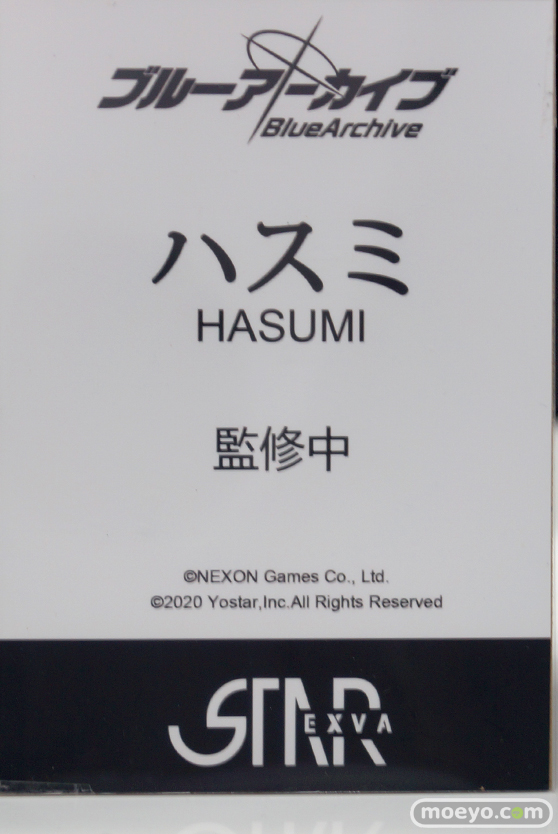 ブルーアーカイブ
BlueArchive
ハスミ
HASUMI
監修中
©NEXON Games Co., Ltd.
©2020 Yostar,Inc.All Rights Reserved
STAR
EXVA
moeyo.com